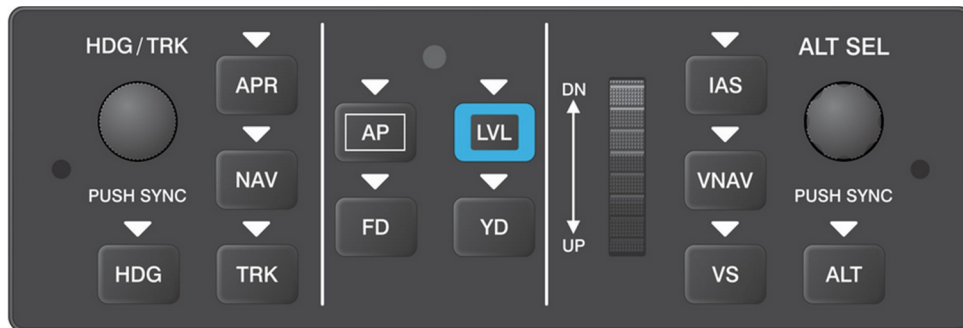 HDG / TRK
PUSH SYNC
HDG
APR
NAV
TRK
AP
LVL
FD
YD
DN
UP
IAS
VNAV
VS
ALT SEL
PUSH SYNC
ALT